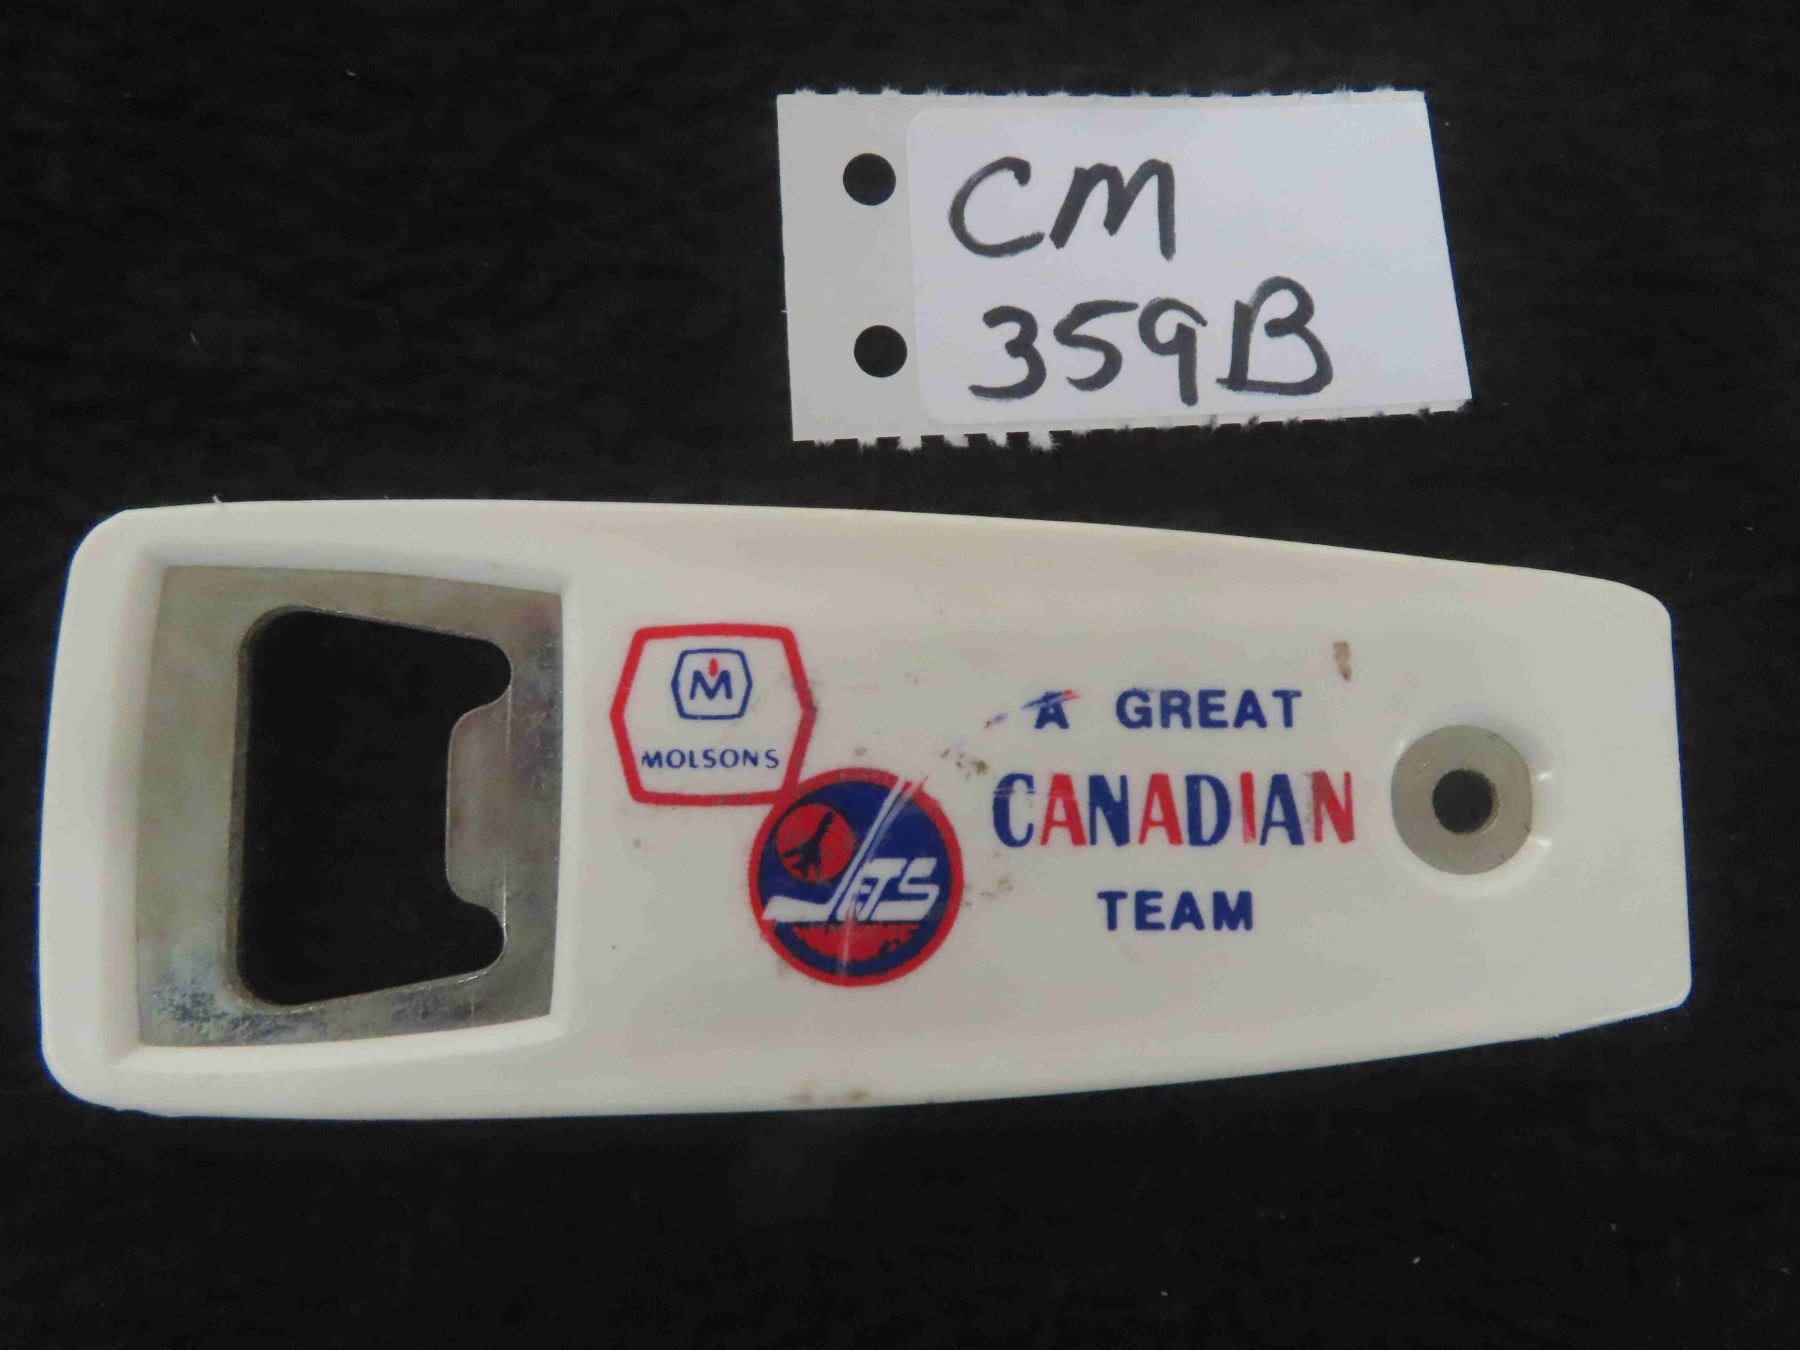 CM
359B
M
MOLSONS
JETS
A GREAT
CANADIAN
TEAM